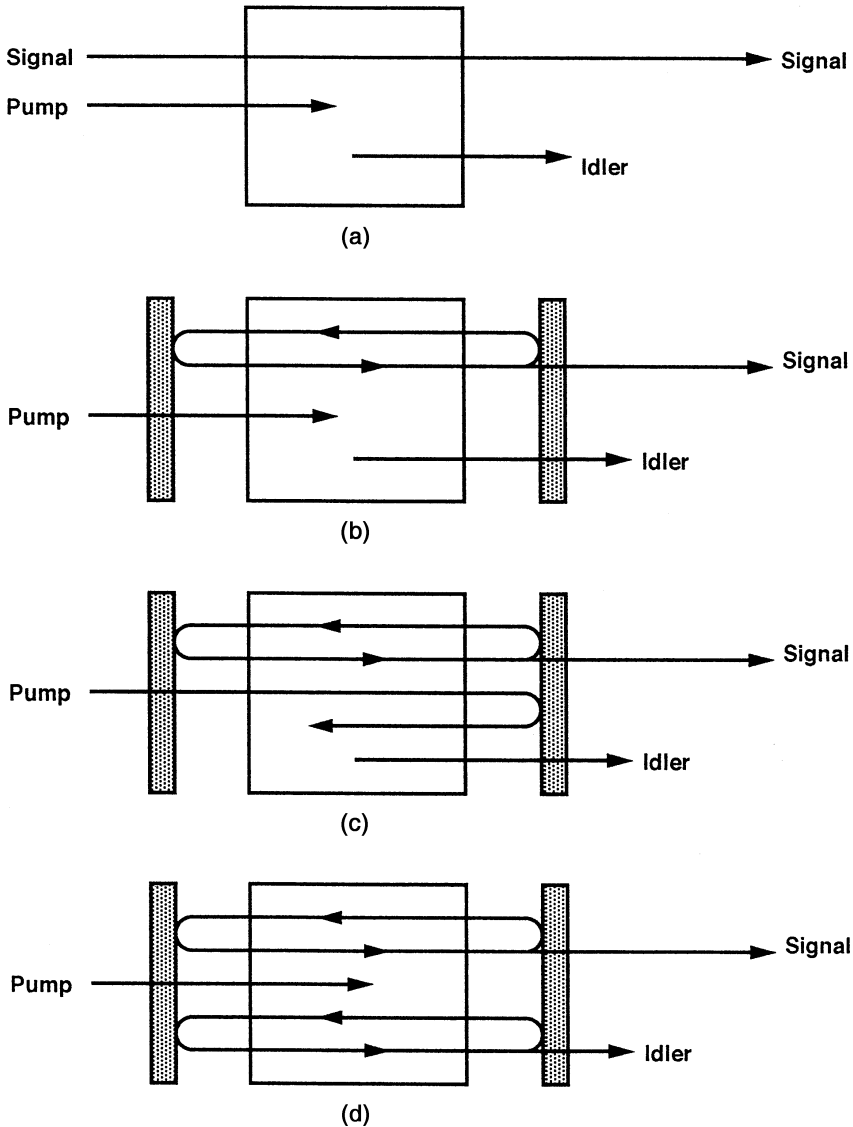 Signal
Signal
Pump
Idler
(a)
Signal
Pump
Idler
(b)
Signal
Pump
Idler
(c)
Signal
Pump
Idler
(d)